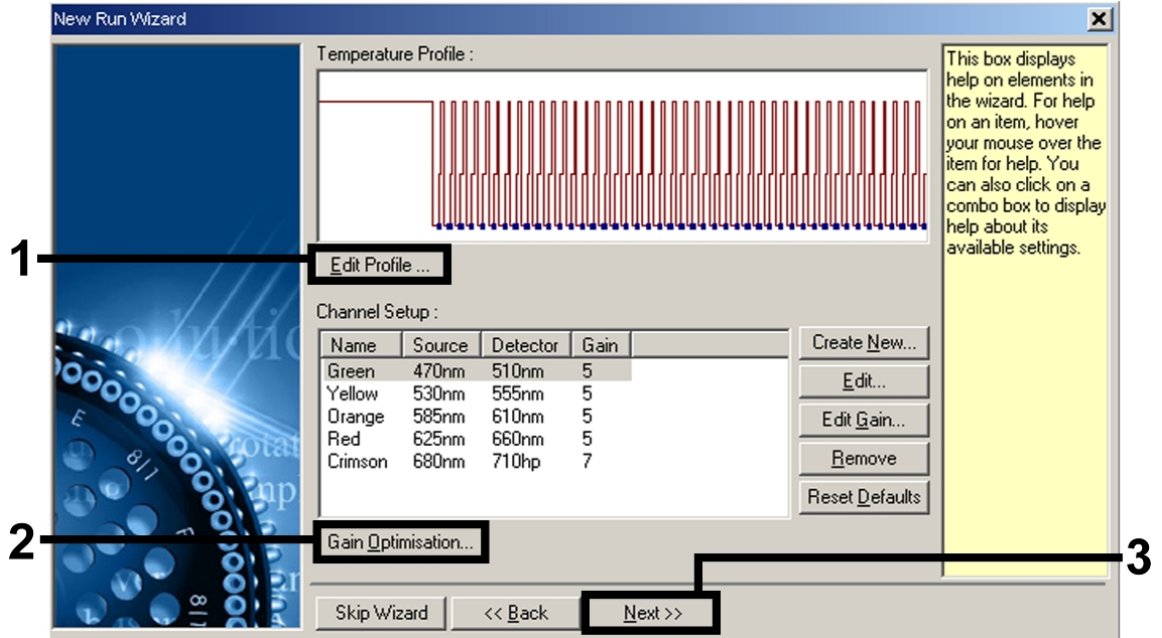 New Run Wizard
Temperature Profile :
This box displays
help on elements in
the wizard. For help
on an item, hover
your mouse over the
item for help. You
can also click on a
combo box to display
help about its
available settings.
1
Edit Profile ...
Channel Setup :
Name Source Detector Gain
Green 470nm 510nm 5
Yellow 530nm 555nm 5
Orange 585nm 610nm 5
Red 625nm 660nm 5
Crimson 680nm 710hp 7
Create New...
Edit...
Edit Gain...
Remove
Reset Defaults
E
8|1
F
8|1
2
Gain Optimisation...
3
Skip Wizard << Back Next >>